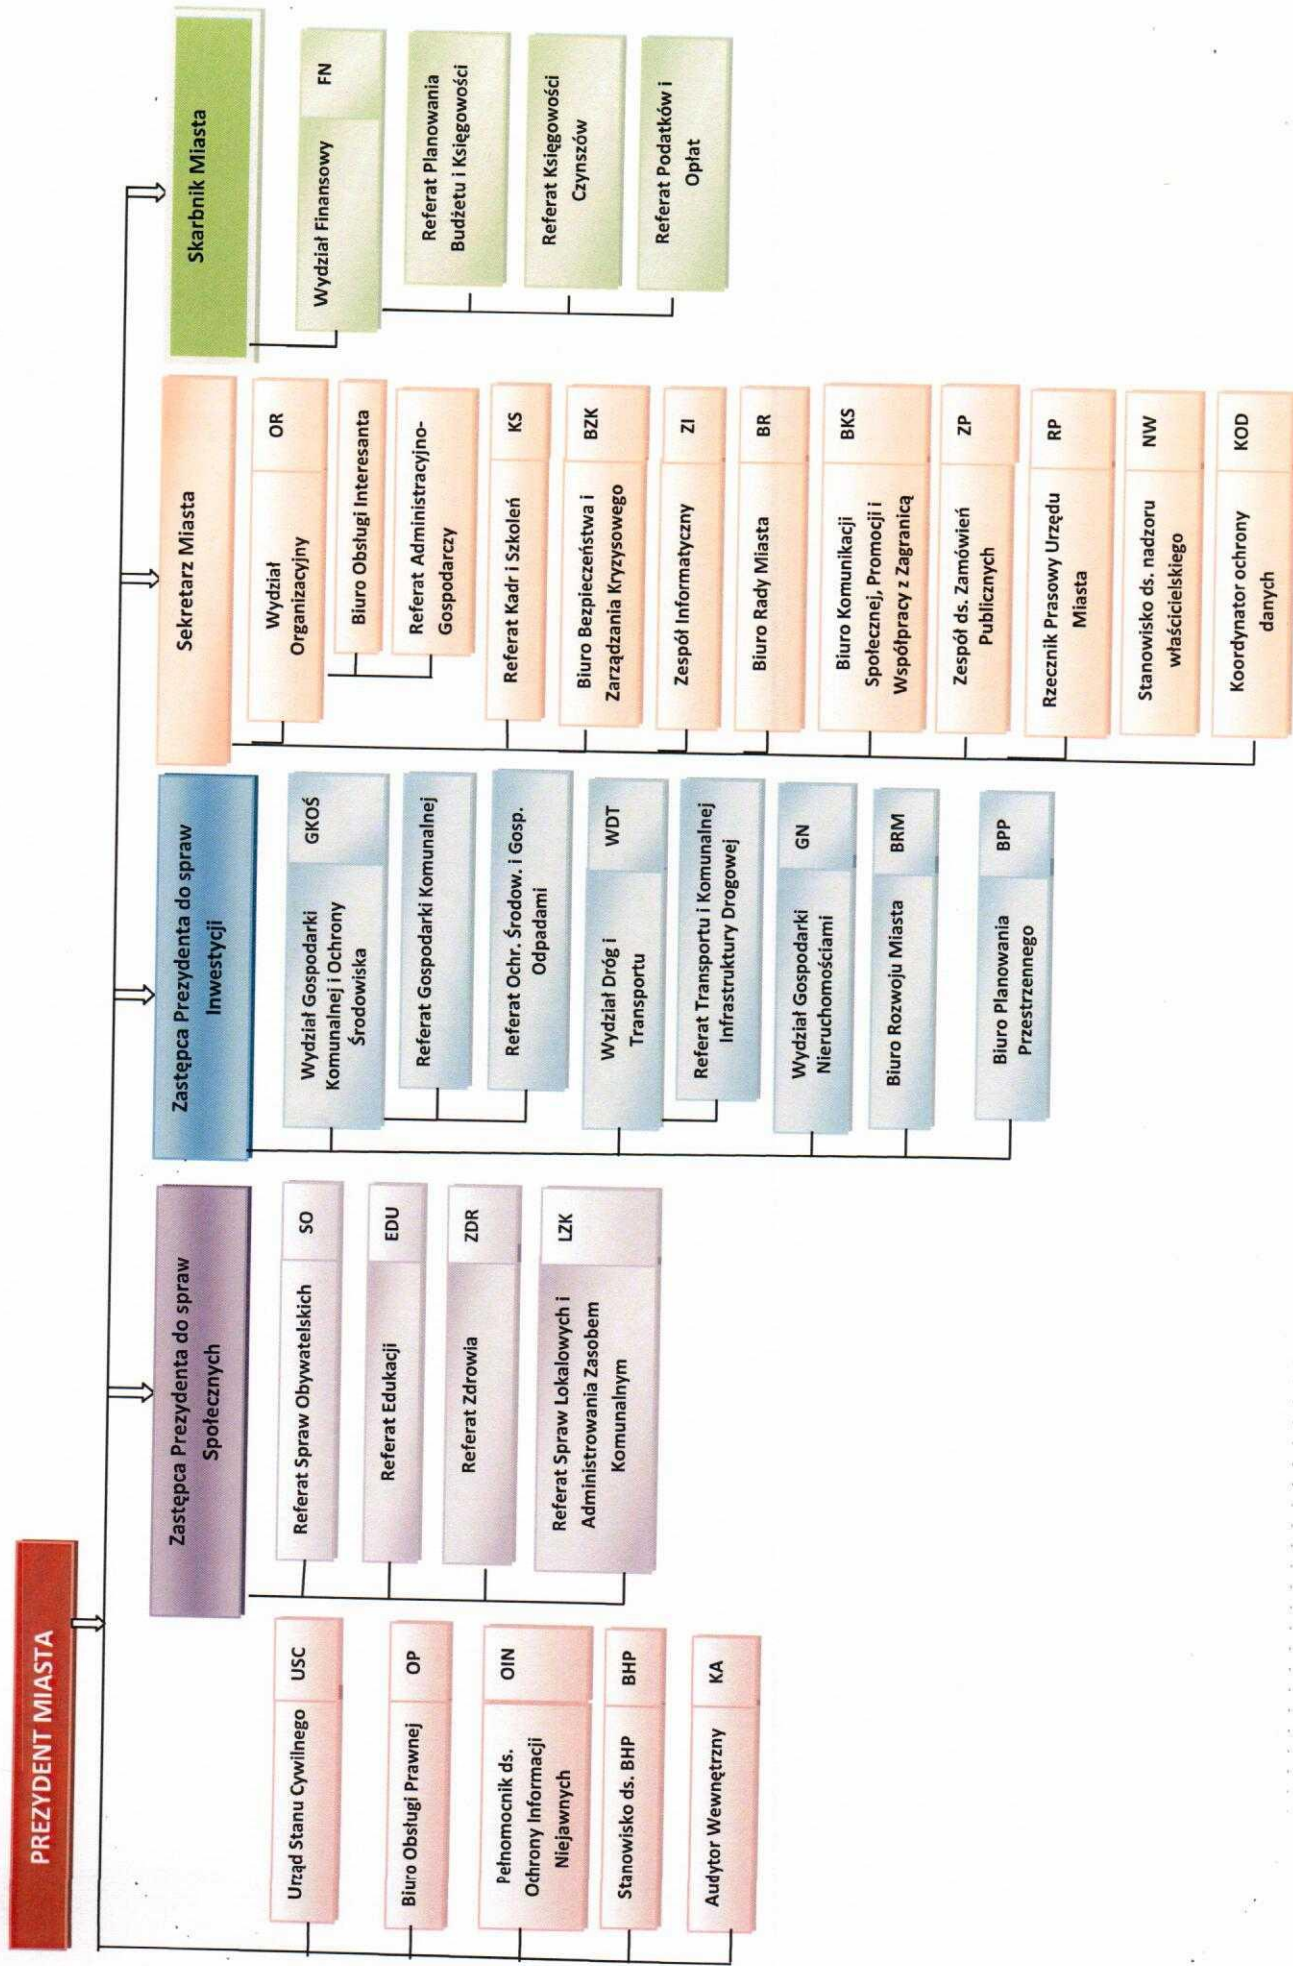 PREZYDENT MIASTA
Urząd Stanu Cywilnego
USC
Biuro Obsługi Prawnej
OP
Pełnomocnik ds.
Ochrony Informacji
Niejawnych
OIN
Stanowisko ds. BHP
BHP
Audytor Wewnętrzny
KA
Zastępca Prezydenta do spraw
Społecznych
Referat Spraw Obywatelskich
SO
Referat Edukacji
EDU
Referat Zdrowia
ZDR
Referat Spraw Lokalowych i
Administrowania Zasobem
Komunalnym
LZK
Zastępca Prezydenta do spraw
Inwestycji
Wydział Gospodarki
Komunalnej i Ochrony
Środowiska
GKOŚ
Referat Gospodarki Komunalnej
Referat Ochr. Środow. i Gosp.
Odpadami
Wydział Dróg i
Transportu
WDT
Referat Transportu i Komunalnej
Infrastruktury Drogowej
Wydział Gospodarki
Nieruchomościami
GN
Biuro Rozwoju Miasta
BRM
Biuro Planowania
Przestrzennego
BPP
Sekretarz Miasta
Wydział
Organizacyjny
OR
Biuro Obsługi Interesanta
Referat Administracyjno-
Gospodarczy
Referat Kadr i Szkoleń
KS
Biuro Bezpieczeństwa i
Zarządzania Kryzysowego
BZK
Zespół Informatyczny
ZI
Biuro Rady Miasta
BR
Biuro Komunikacji
Społecznej, Promocji i
Współpracy z Zagranicą
BKS
Zespół ds. Zamówień
Publicznych
ZP
Rzecznik Prasowy Urzędu
Miasta
RP
Stanowisko ds. nadzoru
właścicielskiego
NW
Koordynator ochrony
danych
KOD
Skarbnik Miasta
Wydział Finansowy
FN
Referat Planowania
Budżetu i Księgowości
Referat Księgowości
Czynszów
Referat Podatków i
Opłat